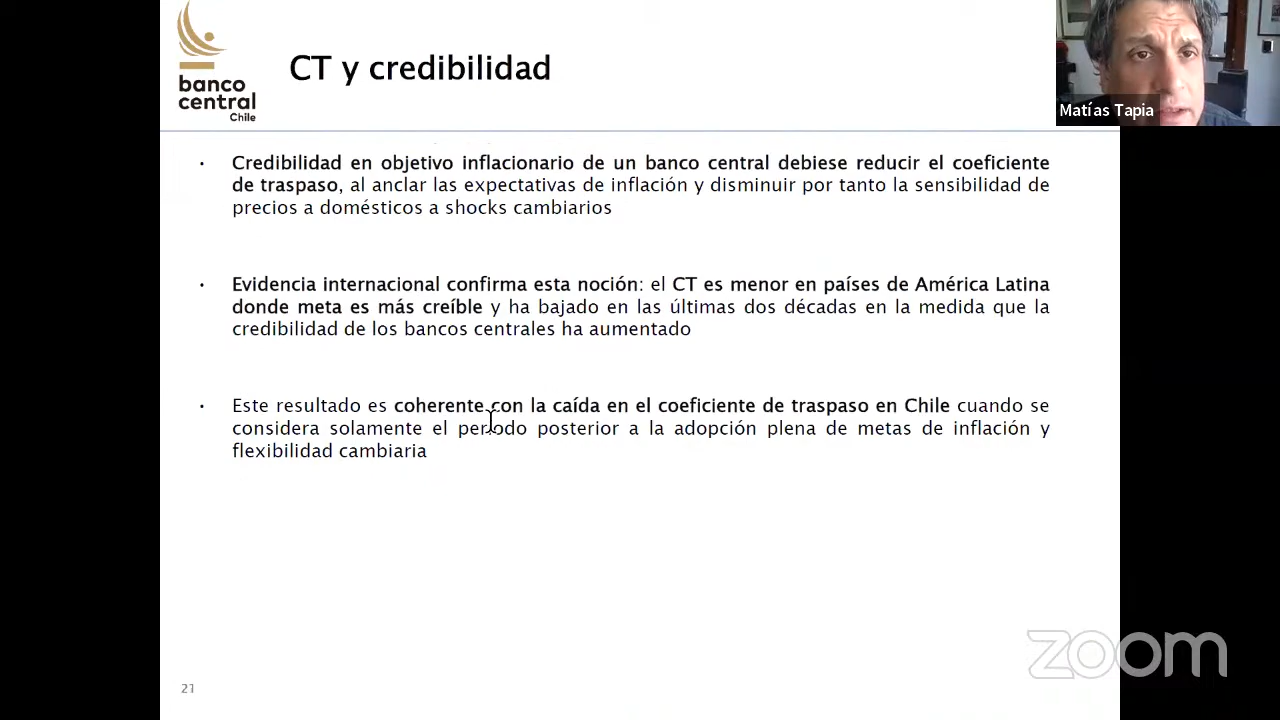 banco
central
Chile
CT y credibilidad
Matías Tapia
• Credibilidad en objetivo inflacionario de un banco central debiese reducir el coeficiente
de traspaso, al anclar las expectativas de inflación y disminuir por tanto la sensibilidad de
precios a domésticos a shocks cambiarios
• Evidencia internacional confirma esta noción: el CT es menor en países de América Latina
donde meta es más creíble y ha bajado en las últimas dos décadas en la medida que la
credibilidad de los bancos centrales ha aumentado
• Este resultado es coherente con la caída en el coeficiente de traspaso en Chile cuando se
considera solamente el periodo posterior a la adopción plena de metas de inflación y
flexibilidad cambiaria
zoom
21